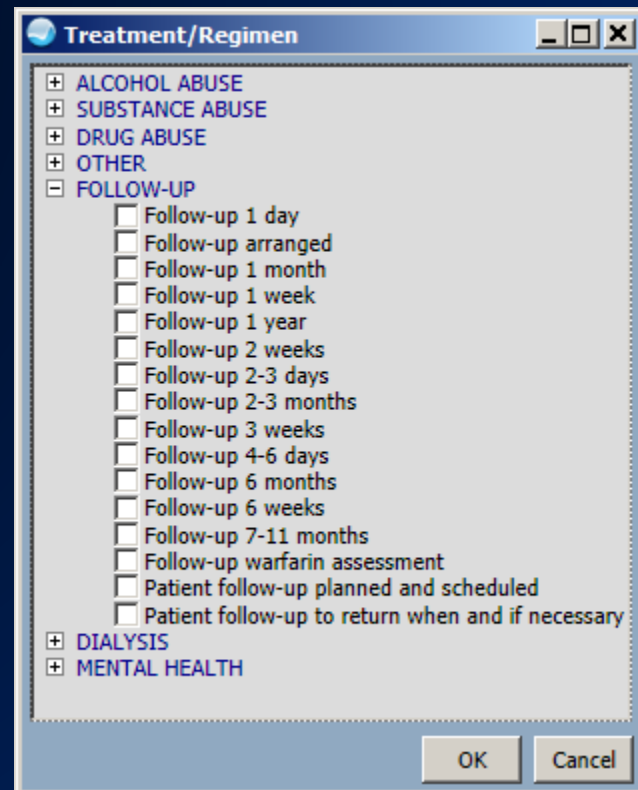 Treatment/Regimen
ALCOHOL ABUSE
SUBSTANCE ABUSE
DRUG ABUSE
OTHER
FOLLOW-UP
Follow-up 1 day
Follow-up arranged
Follow-up 1 month
Follow-up 1 week
Follow-up 1 year
Follow-up 2 weeks
Follow-up 2-3 days
Follow-up 2-3 months
Follow-up 3 weeks
Follow-up 4-6 days
Follow-up 6 months
Follow-up 6 weeks
Follow-up 7-11 months
Follow-up warfarin assessment
Patient follow-up planned and scheduled
Patient follow-up to return when and if necessary
DIALYSIS
MENTAL HEALTH
OK Cancel